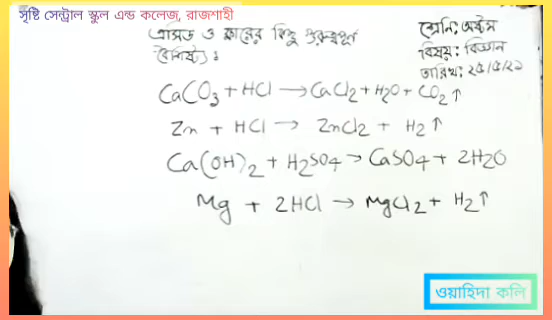 সৃষ্টি সেন্ট্রাল স্কুল এন্ড কলেজ, রাজশাহী
এসিড ও ক্ষারের কিছু গুরুত্বপূর্ণ
বৈশিষ্ট্য :
শ্রেনি: অষ্টম
বিষয়: বিজ্ঞান
তারিখ: ২৫/৫/২১
CaCO3 + HCl → CaCl2 + H2O + CO2↑
Zn + HCl → ZnCl2 + H2↑
Ca(OH)2 + H2SO4 → CaSO4 + 2H2O
Mg + 2HCl → MgCl2 + H2↑
ওয়াহিদা কলি